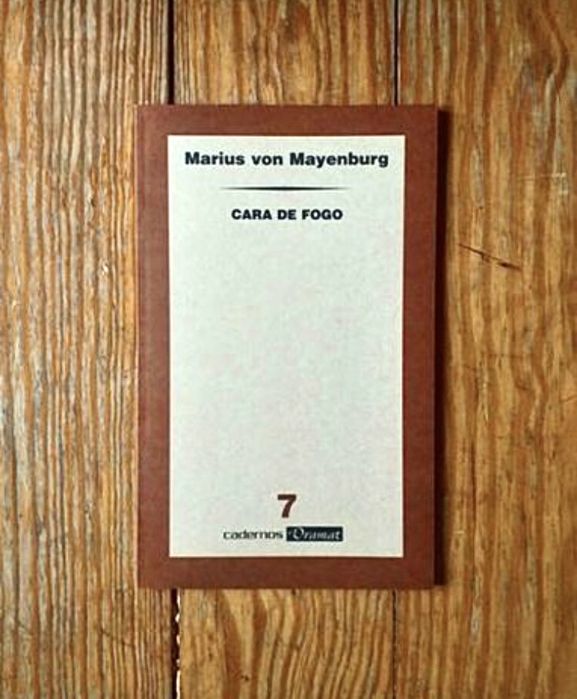 Marius von Mayenburg
CARA DE FOGO
7
cadernos Dramat